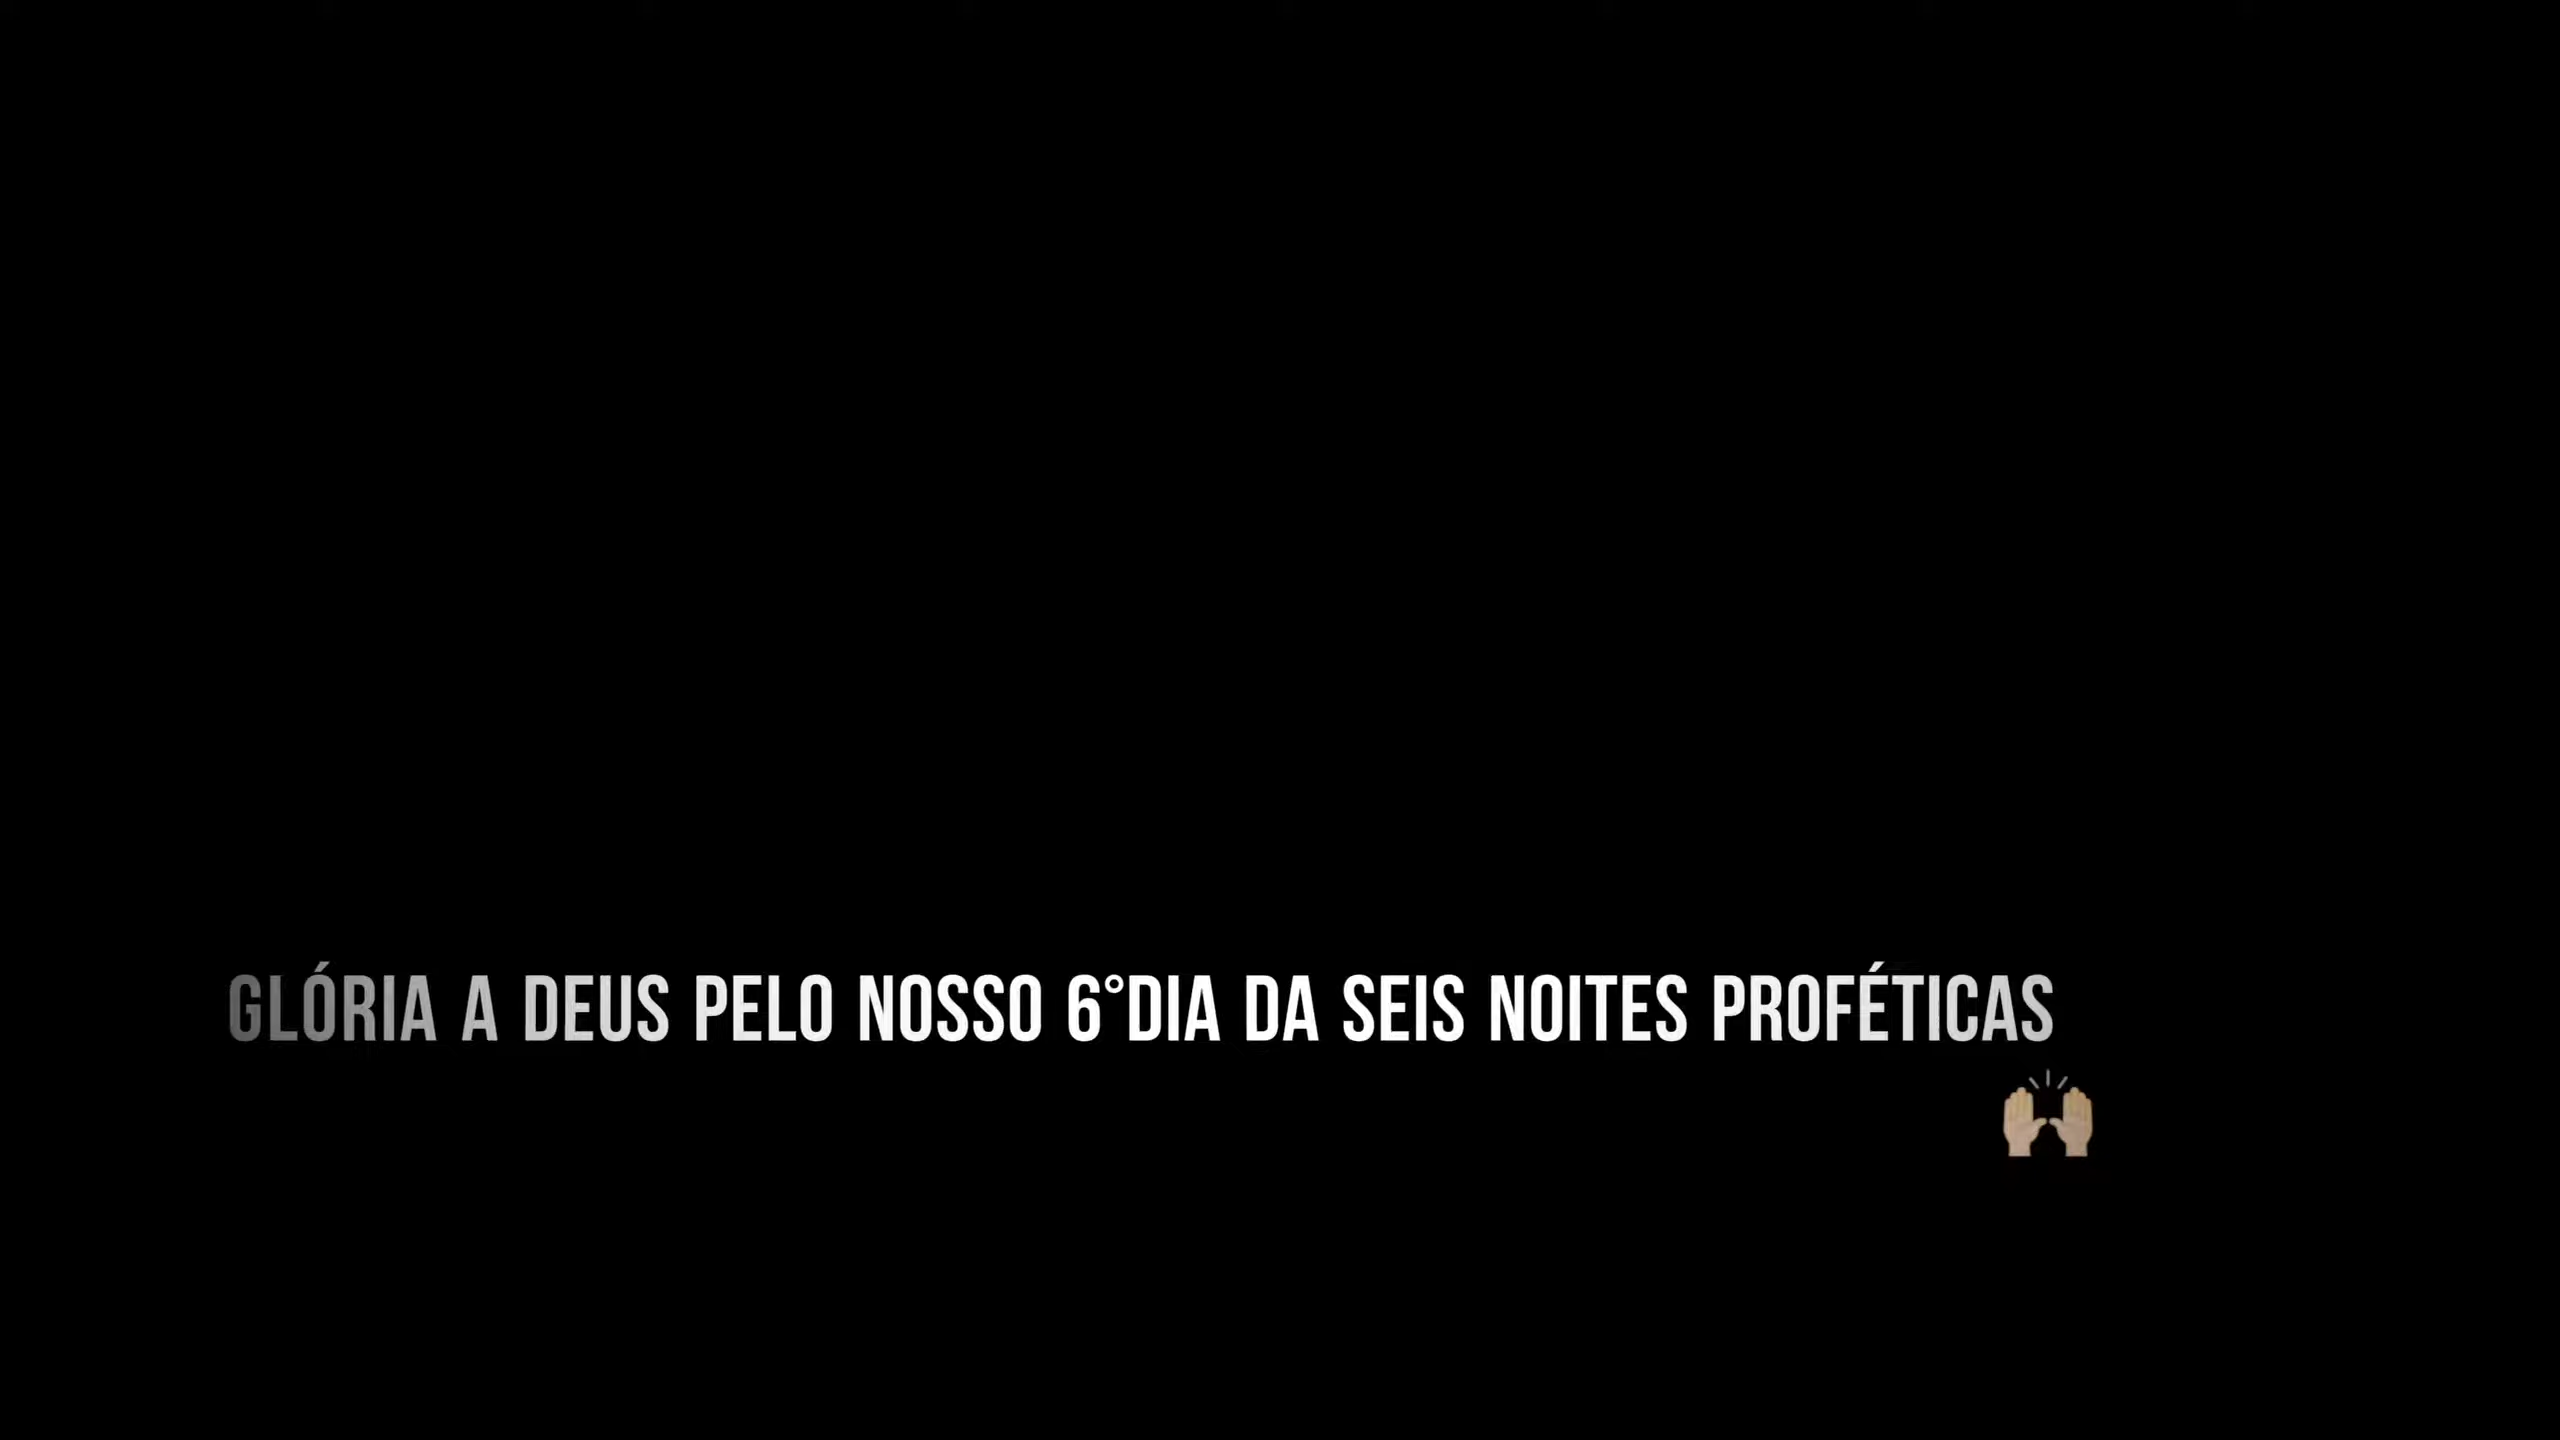 GLÓRIA A DEUS PELO NOSSO 6°DIA DA SEIS NOITES PROFÉTICAS
🙌🏼